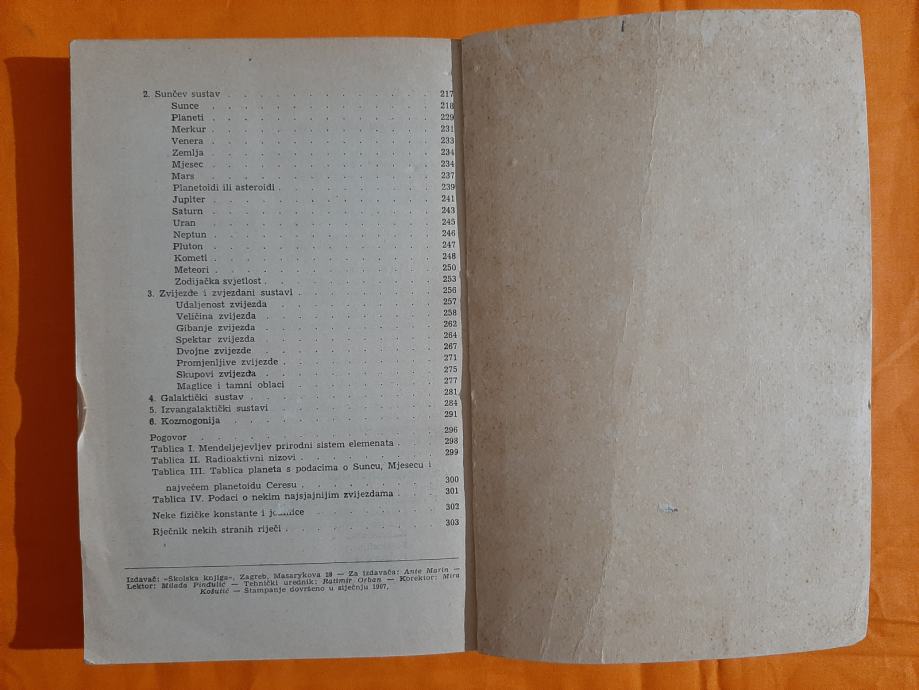 2. Sunčev sustav . . . . . . . . . . . . 217
Sunce . . . . . . . . . . . . 218
Planeti . . . . . . . . . . . . 229
Merkur . . . . . . . . . . . . 231
Venera . . . . . . . . . . . . 233
Zemlja . . . . . . . . . . . . 234
Mjesec . . . . . . . . . . . . 234
Mars . . . . . . . . . . . . 237
Planetoidi ili asteroidi . . . . . . . . 239
Jupiter . . . . . . . . . . . . 241
Saturn . . . . . . . . . . . . 243
Uran . . . . . . . . . . . . 245
Neptun . . . . . . . . . . . . 246
Pluton . . . . . . . . . . . . 247
Kometi . . . . . . . . . . . . 248
Meteori . . . . . . . . . . . . 250
Zodijačka svjetlost . . . . . . . . . 253
3. Zvijezde i zvjezdani sustavi . . . . . . . . 256
Udaljenost zvijezda . . . . . . . . . 257
Veličina zvijezda . . . . . . . . . . 258
Gibanje zvijezda . . . . . . . . . . 262
Spektar zvijezda . . . . . . . . . . 264
Dvojne zvijezde . . . . . . . . . . 267
Promjenljive zvijezde . . . . . . . . . 271
Skupovi zvijezda . . . . . . . . . . 275
Maglice i tamni oblaci . . . . . . . . 277
4. Galaktički sustav . . . . . . . . . . 281
5. Izvangalaktički sustavi . . . . . . . . . 284
6. Kozmogonija . . . . . . . . . . . 291
Pogovor . . . . . . . . . . . . 296
Tablica I. Mendeljejevljev prirodni sistem elemenata . . . 298
Tablica II. Radioaktivni nizovi . . . . . . . . 299
Tablica III. Tablica planeta s podacima o Suncu, Mjesecu i
najvećem planetoidu Ceresu . . . . . . . . 300
Tablica IV. Podaci o nekim najsjajnijim zvijezdama . . . 301
Neke fizičke konstante i . . . . . . . . 302
Rječnik nekih stranih riječi . . . . . . . . 303
Izdavač: »Školska knjiga«, Zagreb, Masarykova 28 — Za izdavača: Ante Marin —
Lektor: Milada Pindulić — Tehnički urednik: Ratimir Orban — Korektor: Mira
Košutić — Štampanje dovršeno u siječnju 1967.